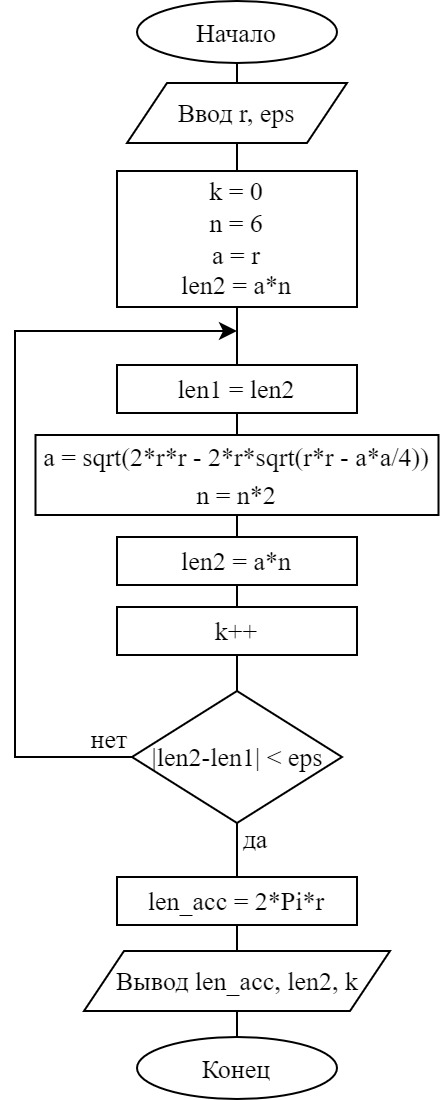 Начало
Ввод r, eps
k = 0
n = 6
a = r
len2 = a*n
len1 = len2
a = sqrt(2*r*r - 2*r*sqrt(r*r - a*a/4))
n = n*2
len2 = a*n
k++
нет
|len2-len1| < eps
да
len_acc = 2*Pi*r
Вывод len_acc, len2, k
Конец